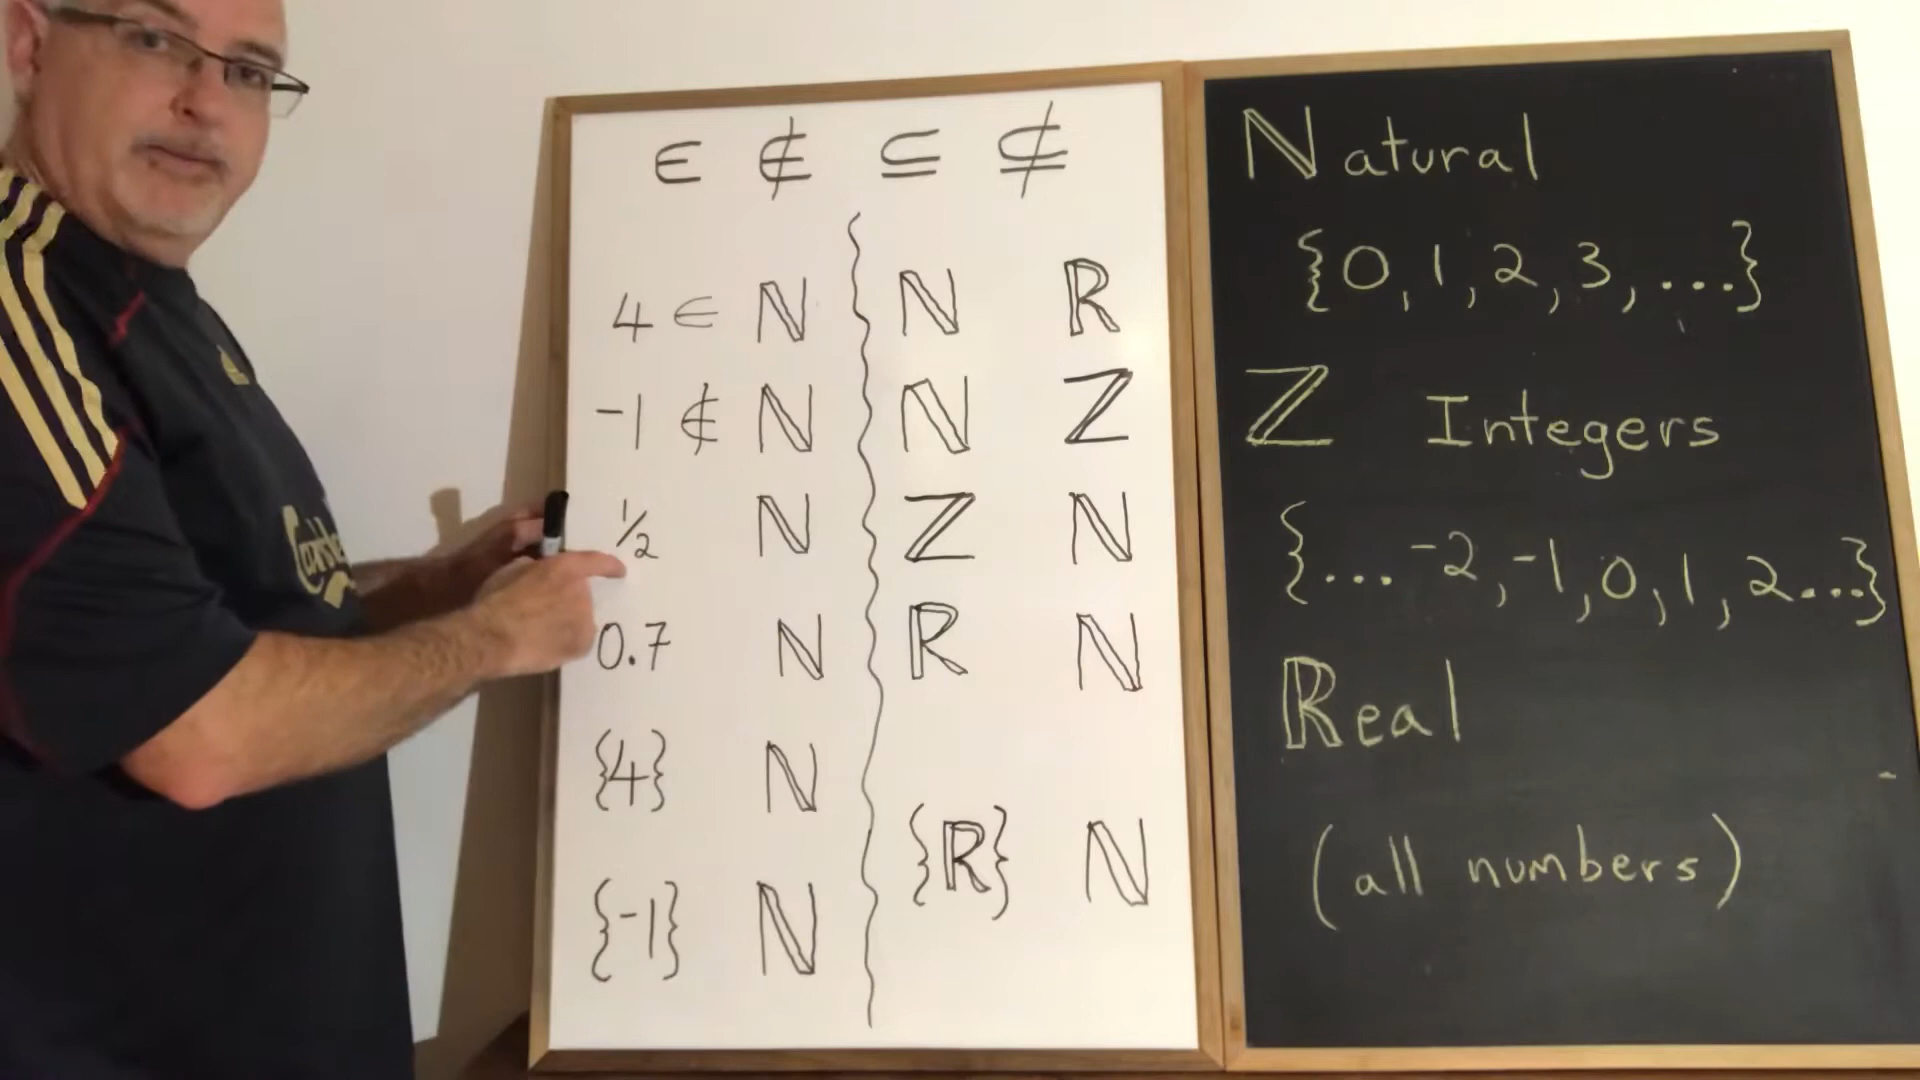 ∈ ∉ ⊆ ⊈
4 ∈ ℕ
-1 ∉ ℕ
½ ℕ
0.7 ℕ
{4} ℕ
{-1} ℕ
ℕ ℝ
ℕ ℤ
ℤ ℕ
ℝ ℕ
{ℝ} ℕ
ℕatural
{0, 1, 2, 3, ...}
ℤ Integers
{... -2, -1, 0, 1, 2...}
ℝeal
(all numbers)